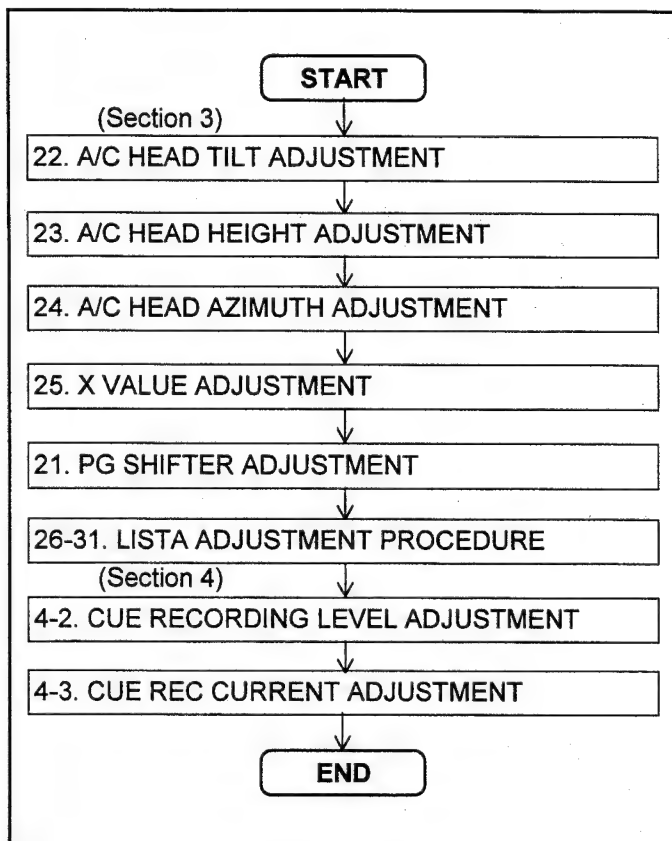 START
(Section 3)
22. A/C HEAD TILT ADJUSTMENT
23. A/C HEAD HEIGHT ADJUSTMENT
24. A/C HEAD AZIMUTH ADJUSTMENT
25. X VALUE ADJUSTMENT
21. PG SHIFTER ADJUSTMENT
26-31. LISTA ADJUSTMENT PROCEDURE
(Section 4)
4-2. CUE RECORDING LEVEL ADJUSTMENT
4-3. CUE REC CURRENT ADJUSTMENT
END